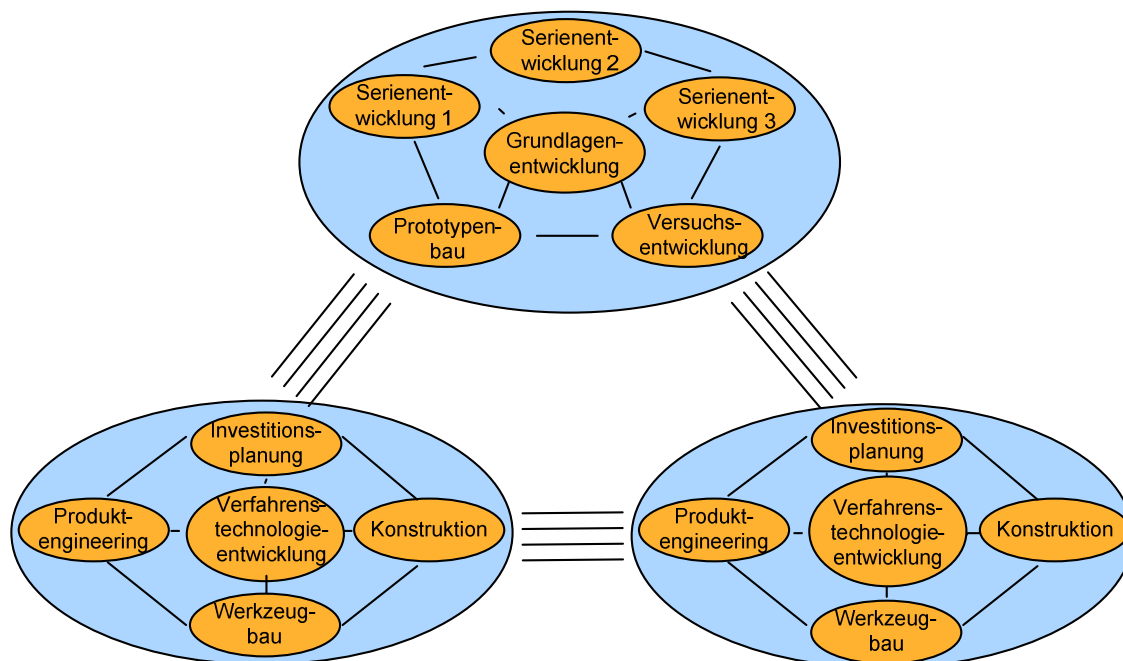 Serienent-
wicklung 2
Serienent-
wicklung 1
Serienent-
wicklung 3
Grundlagen-
entwicklung
Prototypen-
bau
Versuchs-
entwicklung
Investitions-
planung
Produkt-
engineering
Verfahrens-
technologie-
entwicklung
Konstruktion
Werkzeug-
bau
Investitions-
planung
Produkt-
engineering
Verfahrens-
technologie-
entwicklung
Konstruktion
Werkzeug-
bau